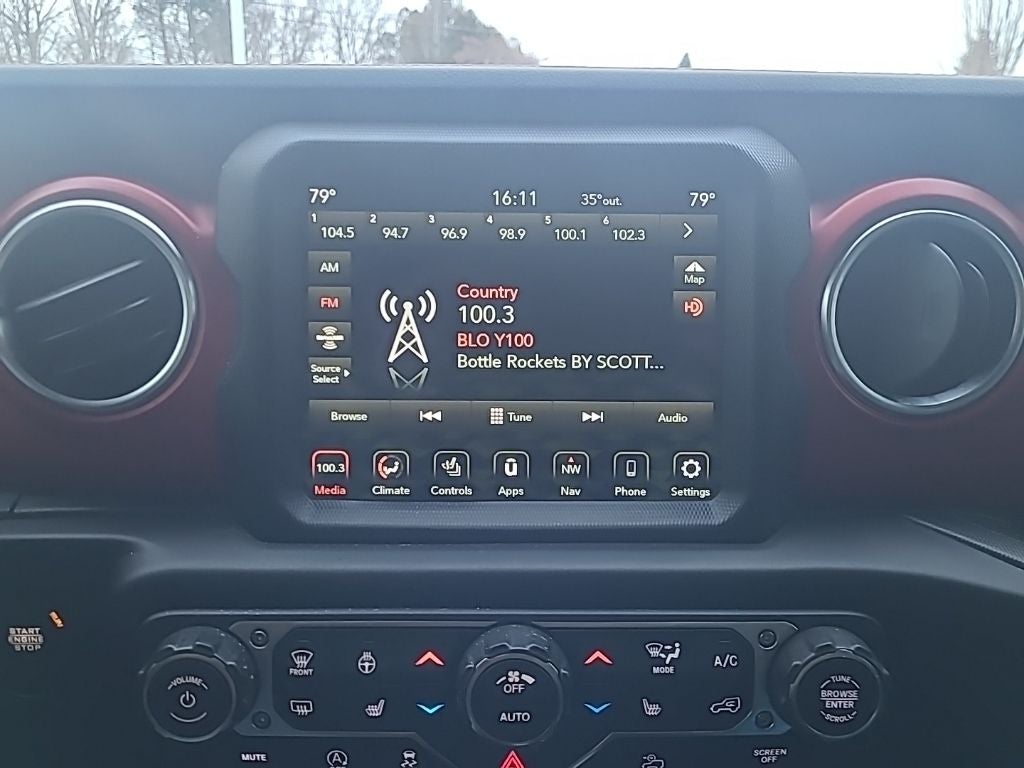 79° 16:11 35°out. 79°
1 104.5 2 94.7 3 96.9 4 98.9 5 100.1 6 102.3
AM
Map
FM
HD
Country
100.3
BLO Y100
Bottle Rockets BY SCOTT...
Source
Select
Browse Tune Audio
100.3 NW
Media Climate Controls Apps Nav Phone Settings
START
ENGINE
STOP
RUN
VOLUME
FRONT
OFF
AUTO
MODE
A/C
TUNE
BROWSE
ENTER
SCROLL
MUTE
A
SCREEN
OFF